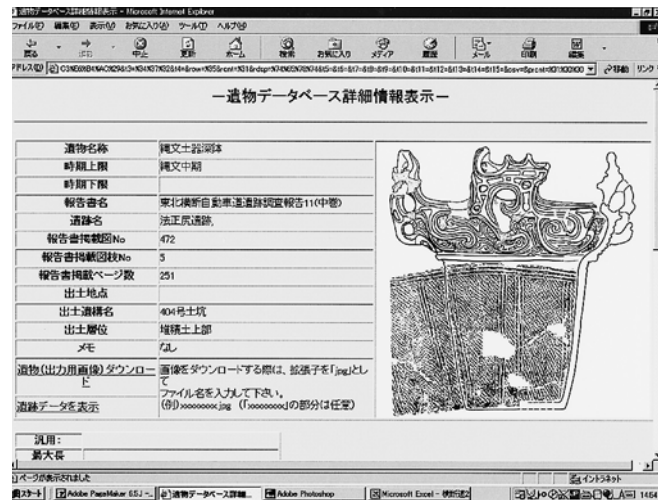 遺物データベース詳細情報表示 - Microsoft Internet Explorer
ファイル(F) 編集(E) 表示(V) お気に入り(A) ツール(T) ヘルプ(H)
戻る 中止 更新 ホーム 検索 お気に入り メディア 履歴 メール 印刷 編集
アドレス(D) 移動 リンク
－遺物データベース詳細情報表示－
遺物名称 縄文土器深鉢
時期上限 縄文中期
時期下限
報告書名 東北横断自動車道遺跡調査報告11(中巻)
遺跡名 法正尻遺跡,
報告書掲載図No 472
報告書掲載図枝No 5
報告書掲載ページ数 251
出土地点
出土遺構名 404号土坑
出土層位 堆積土上部
メモ なし
遺物(出力用画像)ダウンロード
画像をダウンロードする際は、拡張子を「jpg」として
ファイル名を入力して下さい。
(例)xxxxxxxx.jpg (「xxxxxxxx」の部分は任意)
遺跡データを表示
汎用:
最大長
ページが表示されました イントラネット
スタート Adobe PageMaker 6.5J - 遺物データベース詳細... Adobe Photoshop Microsoft Excel -